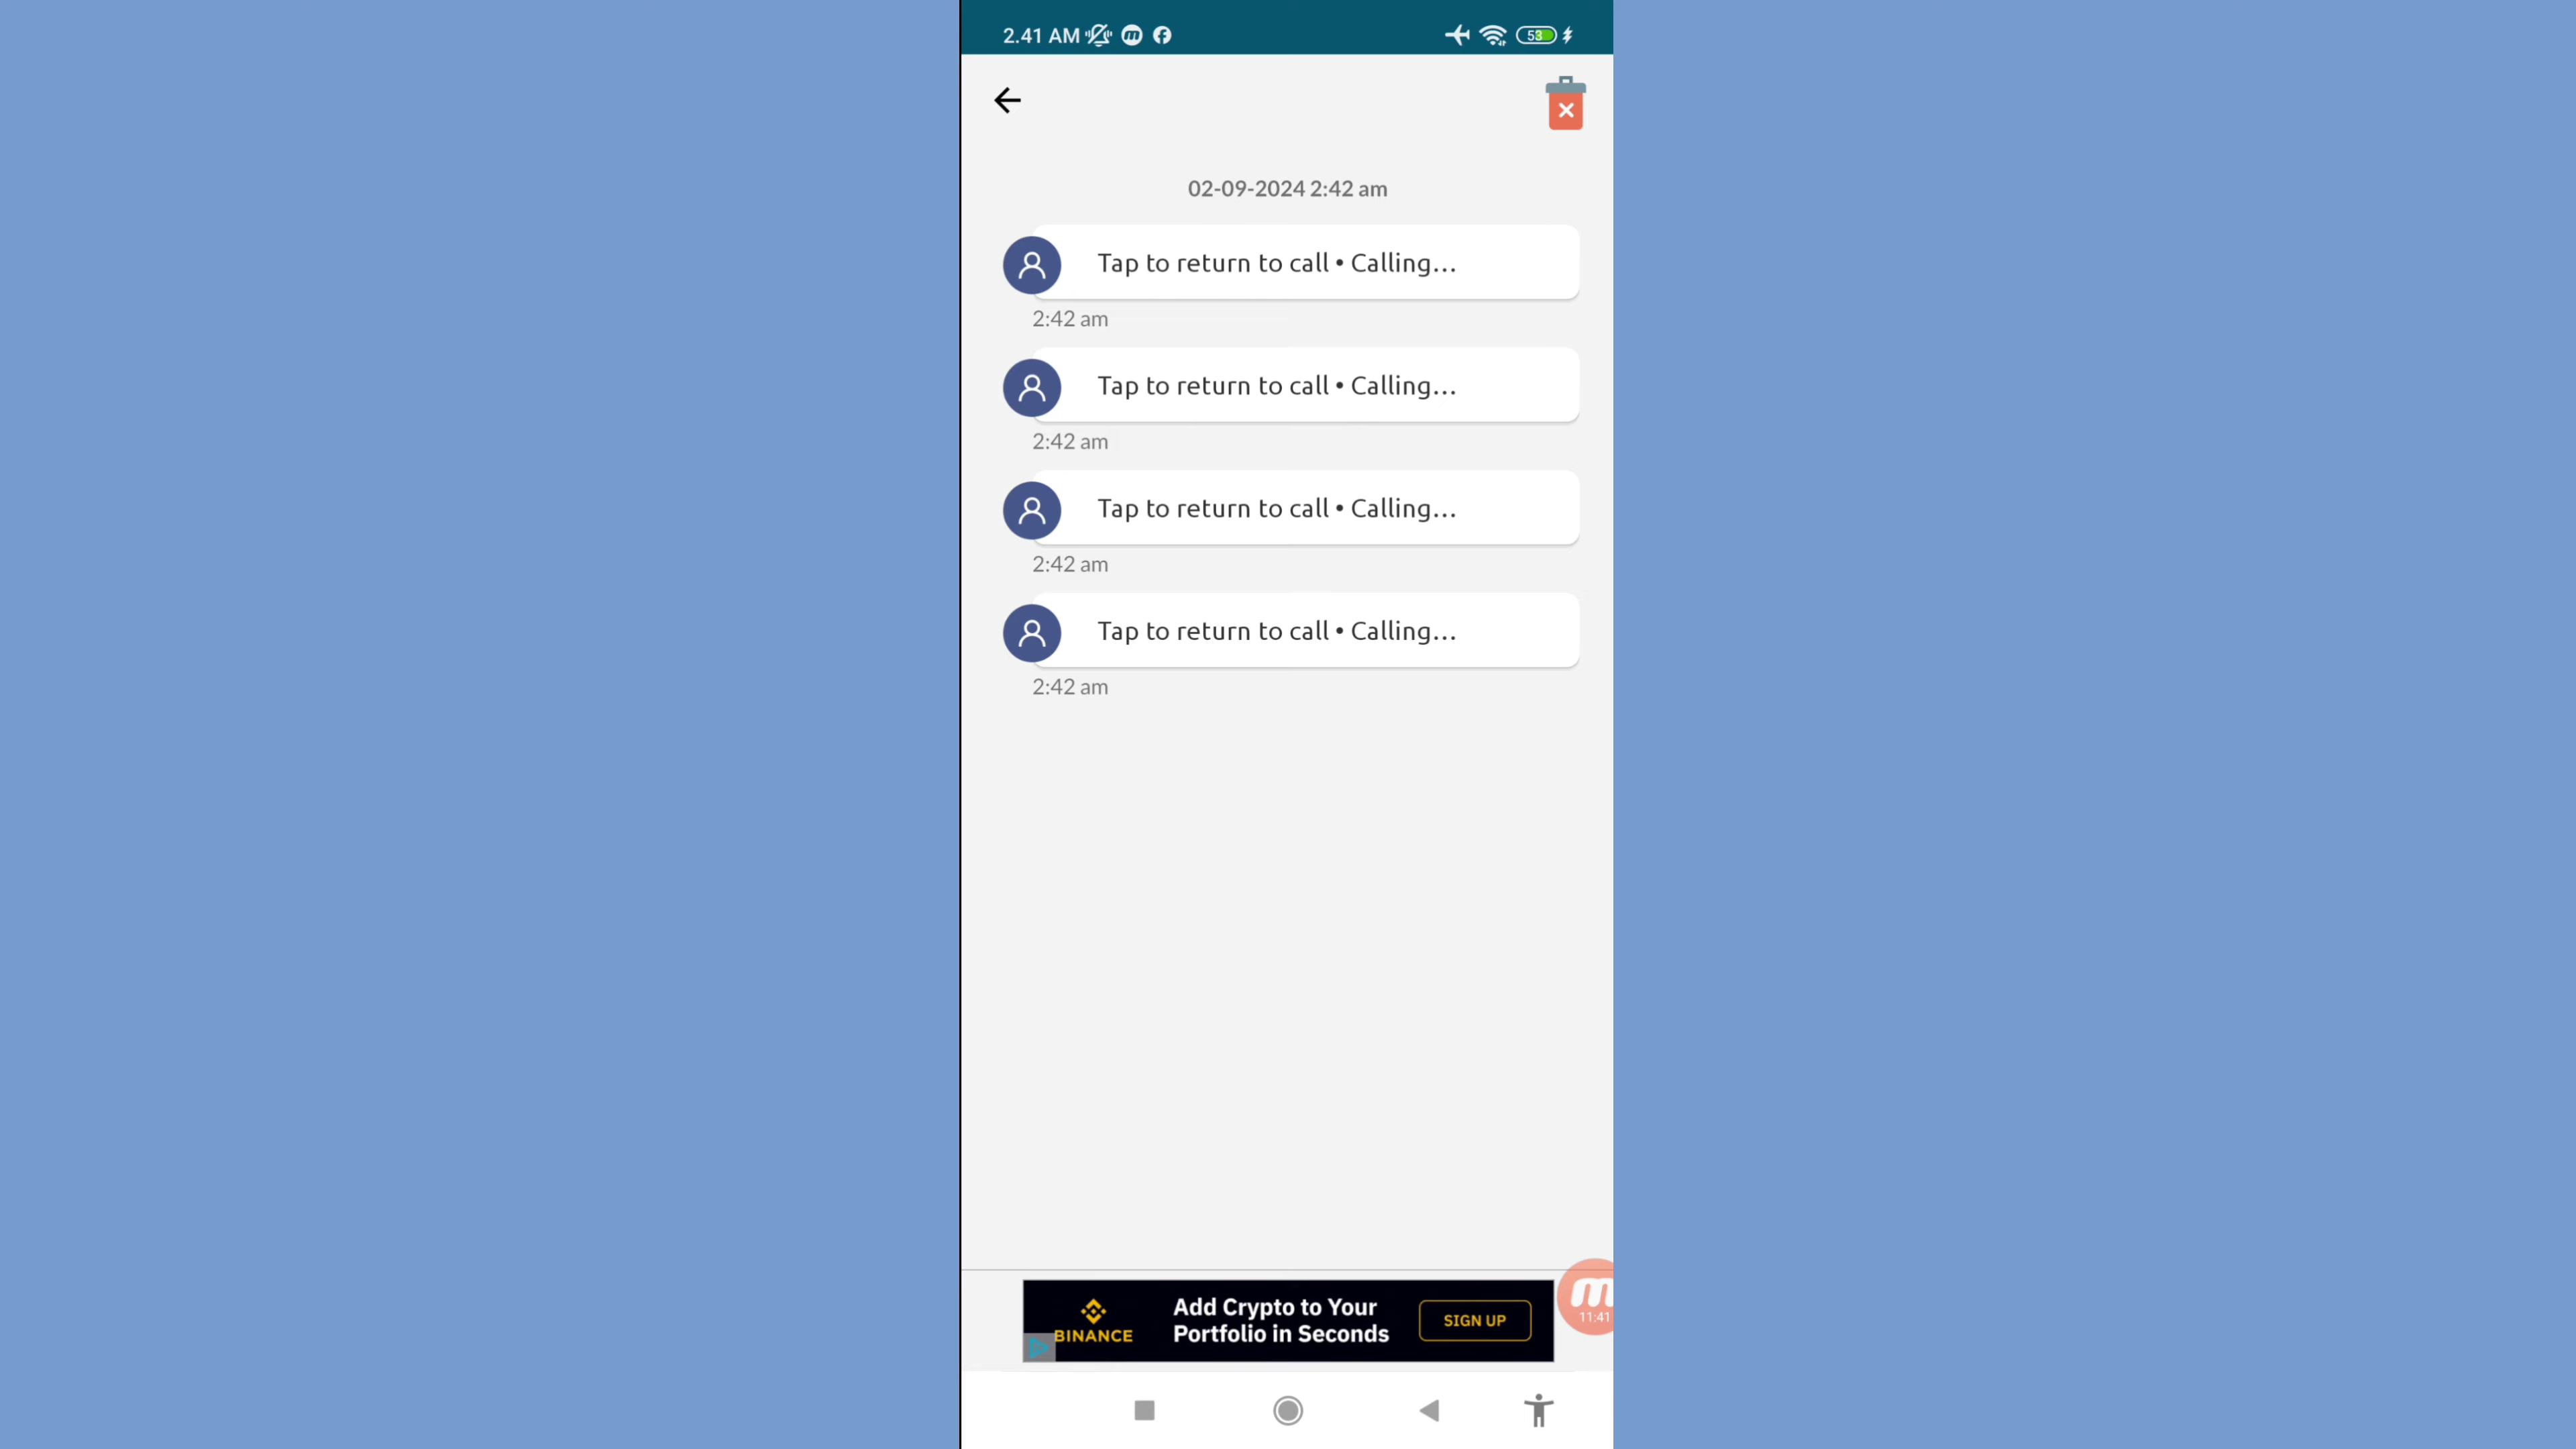 2.41 AM
53
02-09-2024 2:42 am
Tap to return to call • Calling...
2:42 am
Tap to return to call • Calling...
2:42 am
Tap to return to call • Calling...
2:42 am
Tap to return to call • Calling...
2:42 am
BINANCE
Add Crypto to Your
Portfolio in Seconds
SIGN UP
m
11:41